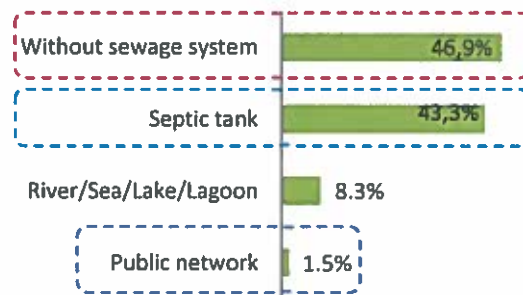 Without sewage system 46,9%
Septic tank 43,3%
River/Sea/Lake/Lagoon 8.3%
Public network 1.5%